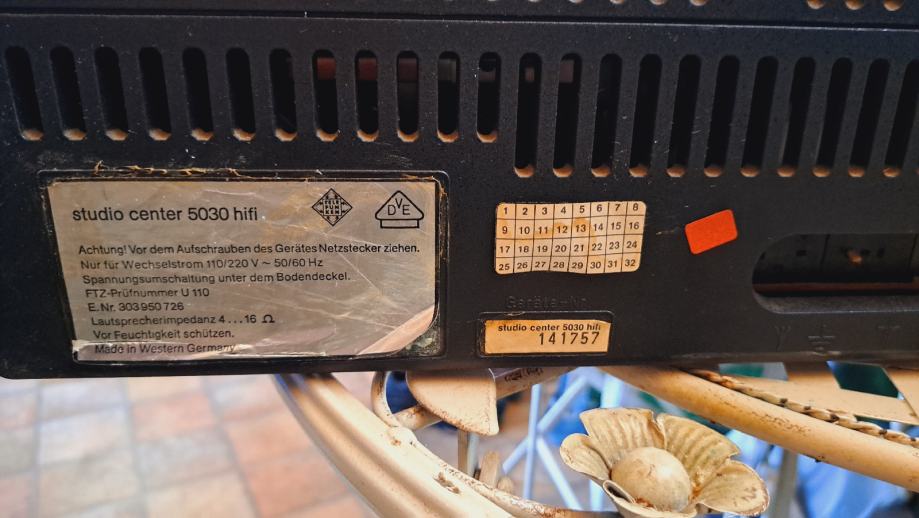 studio center 5030 hifi
TELE
FUN
KEN
DVE
Achtung! Vor dem Aufschrauben des Gerätes Netzstecker ziehen.
Nur für Wechselstrom 110/220 V ~ 50/60 Hz
Spannungsumschaltung unter dem Bodendeckel.
FTZ-Prüfnummer U 110
E. Nr. 303 950 726
Lautsprecherimpedanz 4...16 Ω
Vor Feuchtigkeit schützen.
Made in Western Germany
1 2 3 4 5 6 7 8
9 10 11 12 13 14 15 16
17 18 19 20 21 22 23 24
25 26 27 28 29 30 31 32
Geräte-Nr.
studio center 5030 hifi
141757